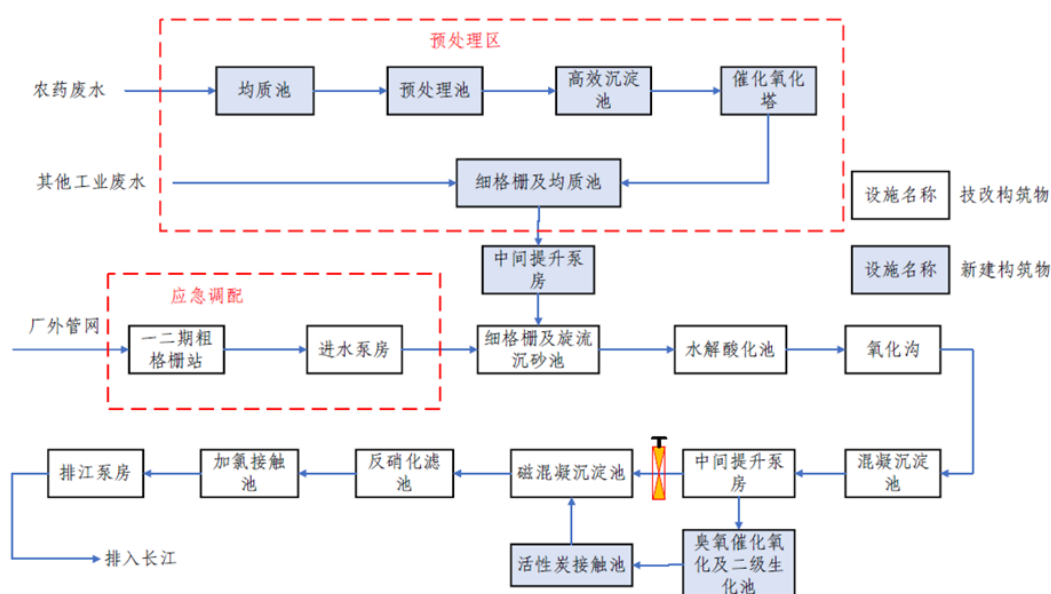 预处理区
农药废水
均质池
预处理池
高效沉淀
池
催化氧化
塔
其他工业废水
细格栅及均质池
设施名称
技改构筑物
中间提升泵
房
设施名称
新建构筑物
应急调配
厂外管网
一二期粗
格栅站
进水泵房
细格栅及旋流
沉砂池
水解酸化池
氧化沟
排江泵房
加氯接触
池
反硝化滤
池
磁混凝沉淀池
中间提升泵
房
混凝沉淀
池
排入长江
活性炭接触池
臭氧催化氧
化及二级生
化池